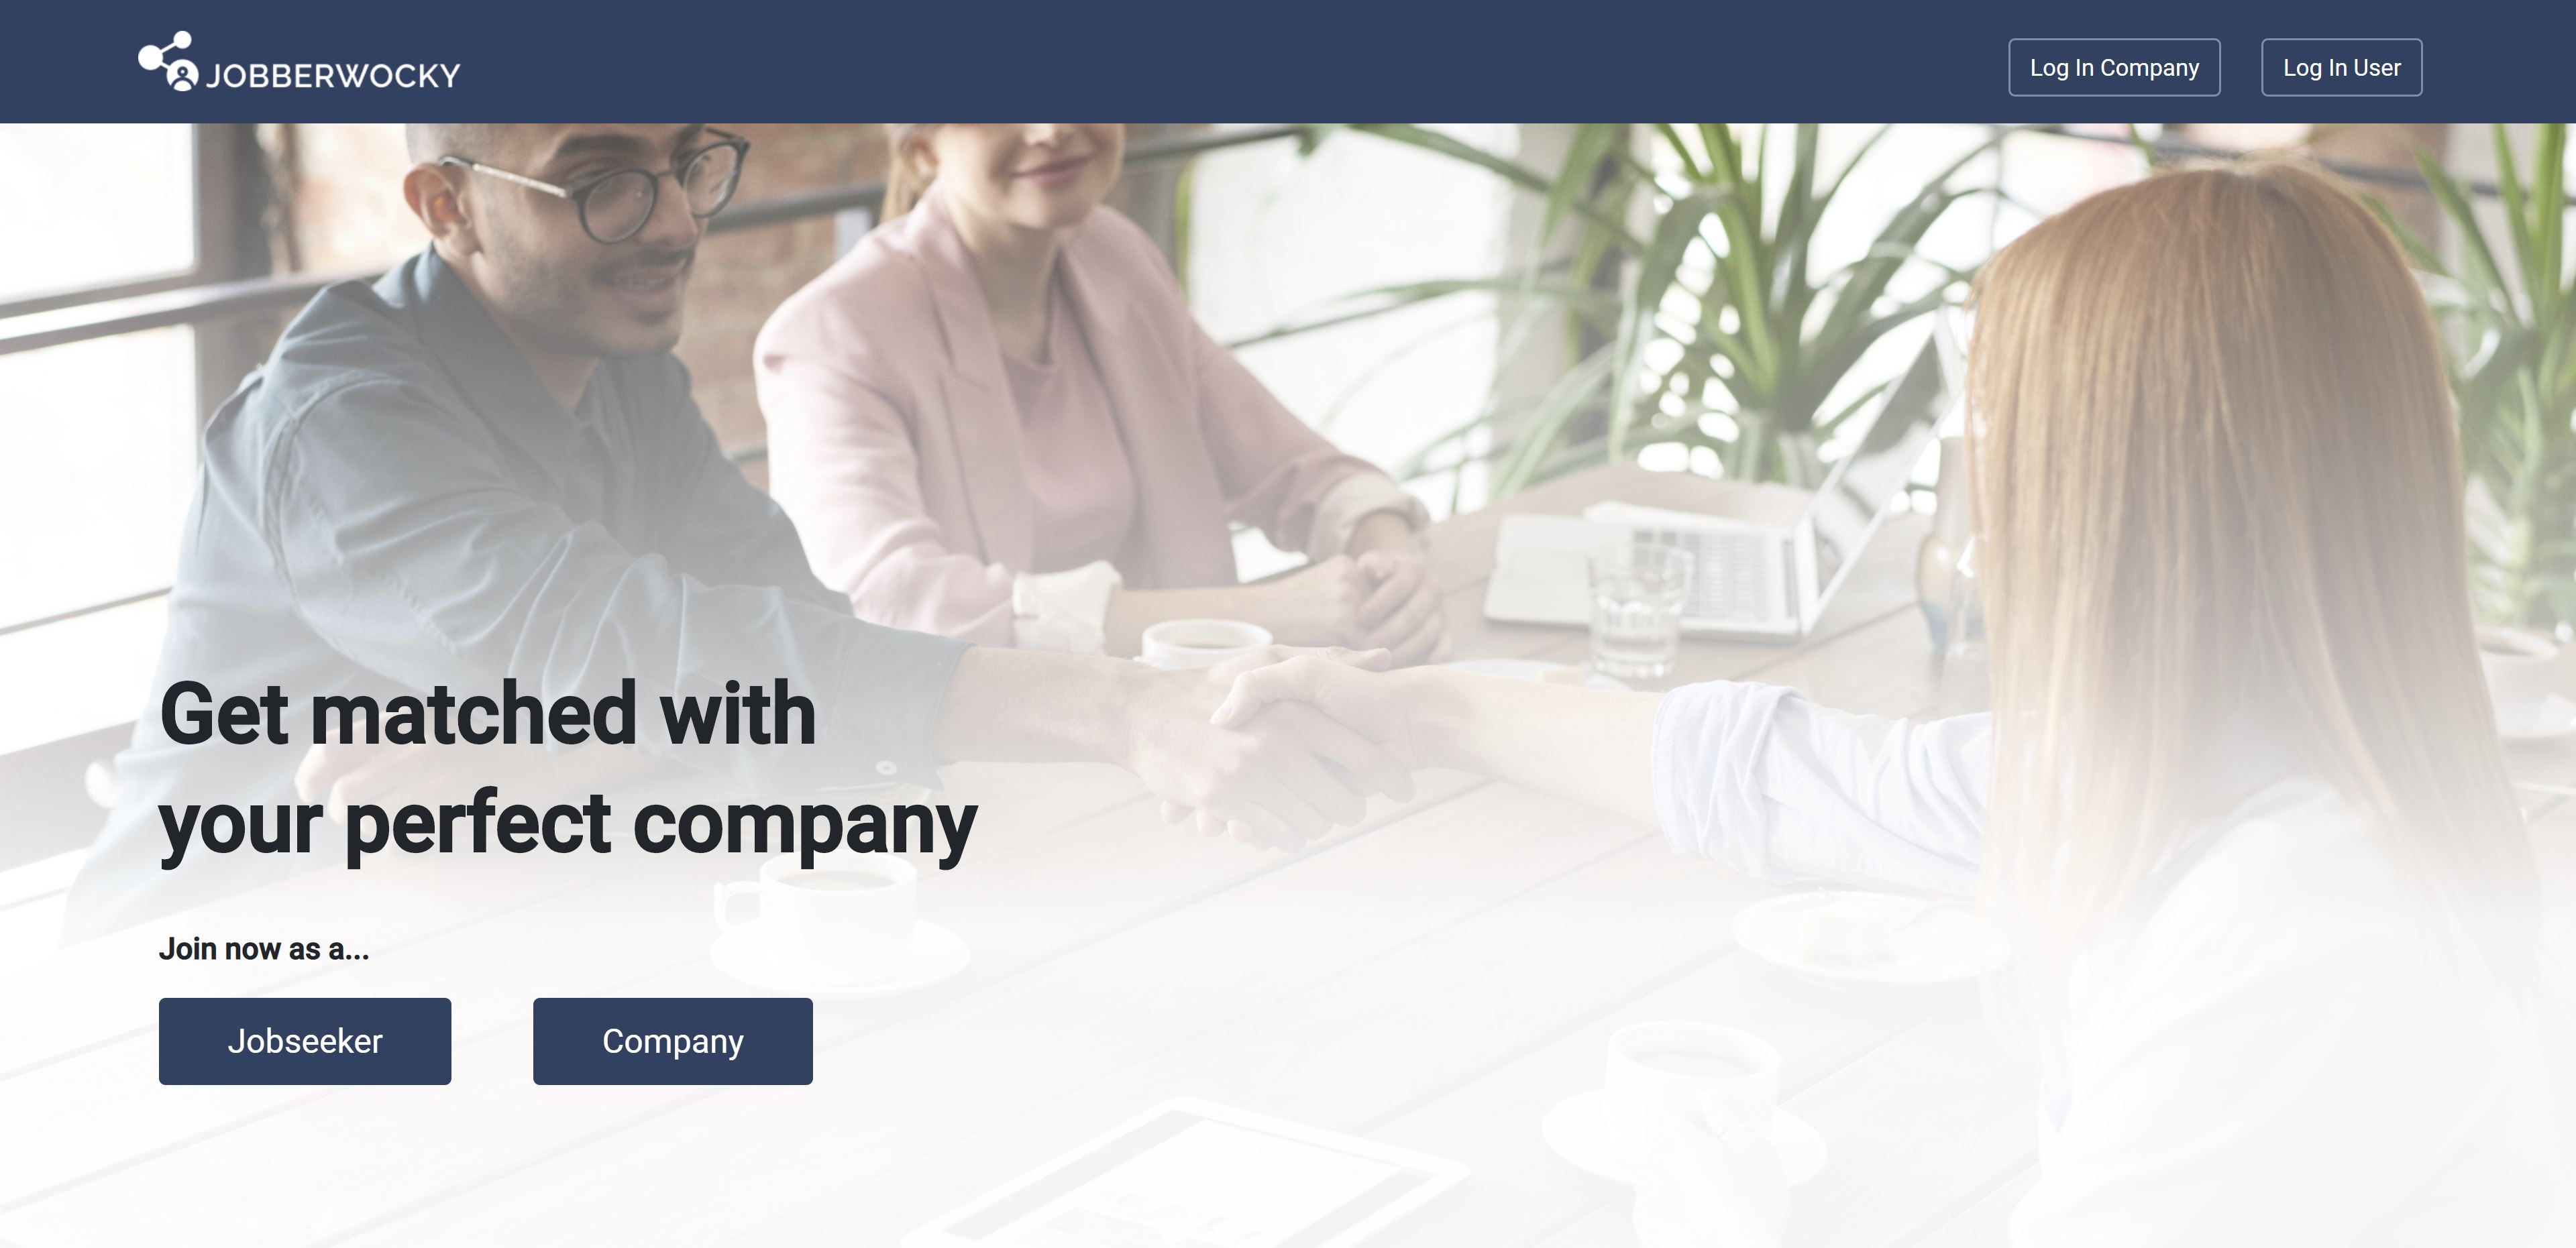 JOBBERWOCKY
Log In Company
Log In User
Get matched with
your perfect company
Join now as a...
Jobseeker
Company